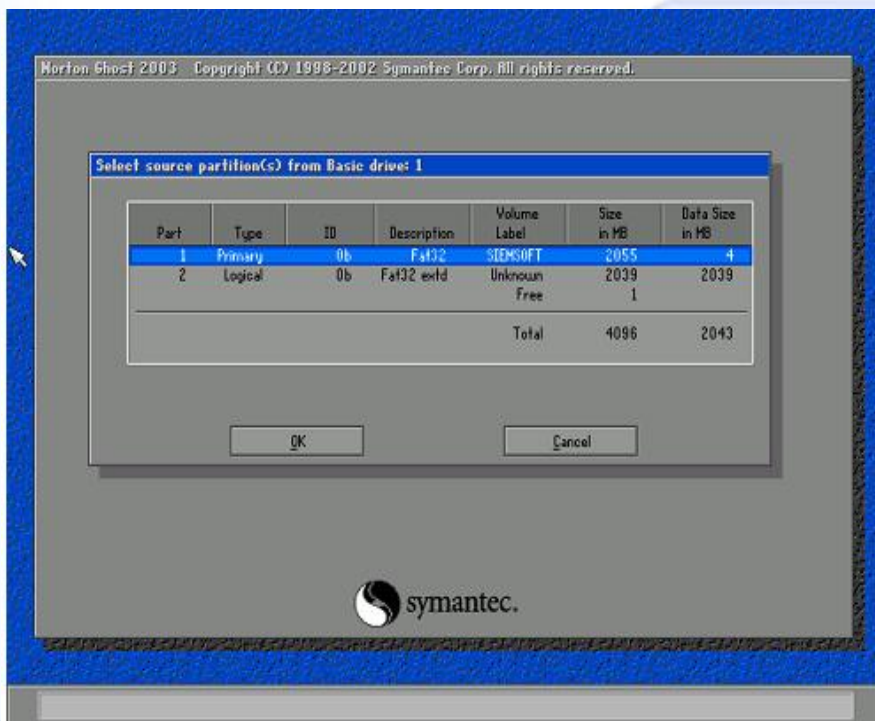 Norton Ghost 2003 Copyright (C) 1998-2002 Symantec Corp. All rights reserved.
Select source partition(s) from Basic drive: 1
Part Type ID Description Volume Label Size in MB Data Size in MB
1 Primary 0b Fat32 SIEMSOFT 2055 4
2 Logical 0b Fat32 extd Unknown 2039 2039
Free 1
Total 4096 2043
OK Cancel
symantec.